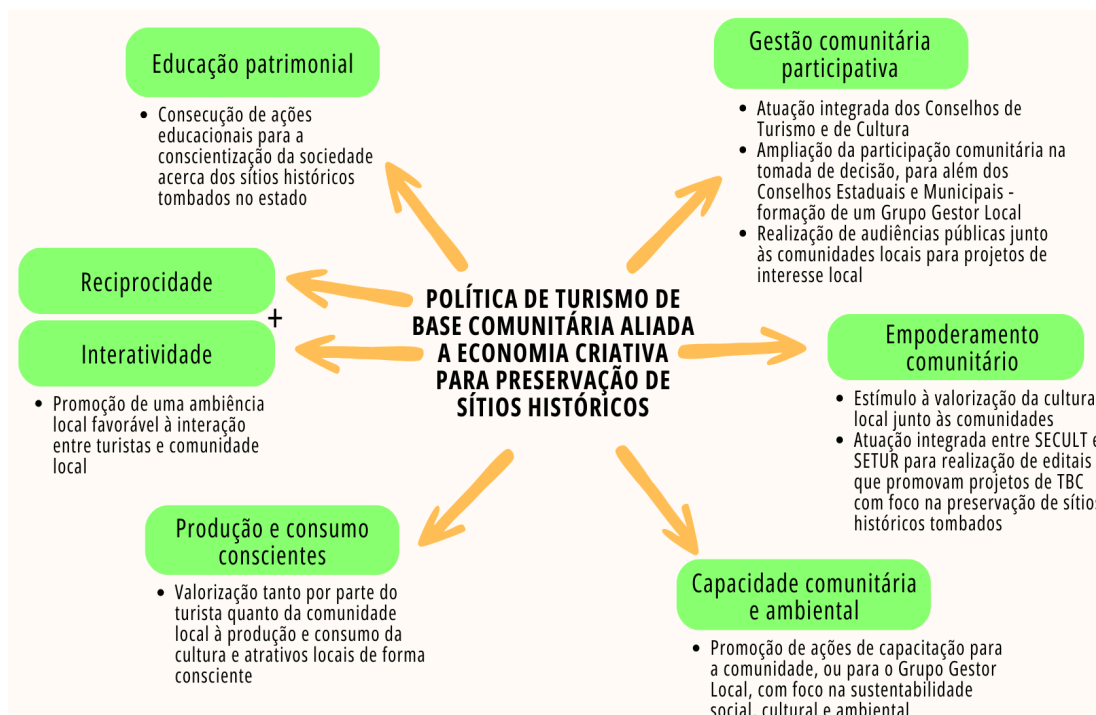 Educação patrimonial
• Consecução de ações
educacionais para a
conscientização da sociedade
acerca dos sítios históricos
tombados no estado
Gestão comunitária
participativa
• Atuação integrada dos Conselhos de
Turismo e de Cultura
• Ampliação da participação comunitária na
tomada de decisão, para além dos
Conselhos Estaduais e Municipais -
formação de um Grupo Gestor Local
• Realização de audiências públicas junto
às comunidades locais para projetos de
interesse local
Reciprocidade
+
Interatividade
• Promoção de uma ambiência
local favorável à interação
entre turistas e comunidade
local
POLÍTICA DE TURISMO DE
BASE COMUNITÁRIA ALIADA
A ECONOMIA CRIATIVA
PARA PRESERVAÇÃO DE
SÍTIOS HISTÓRICOS
Empoderamento
comunitário
• Estímulo à valorização da cultura
local junto às comunidades
• Atuação integrada entre SECULT e
SETUR para realização de editais
que promovam projetos de TBC
com foco na preservação de sítios
históricos tombados
Produção e consumo
conscientes
• Valorização tanto por parte do
turista quanto da comunidade
local à produção e consumo da
cultura e atrativos locais de forma
consciente
Capacidade comunitária
e ambiental
• Promoção de ações de capacitação para
a comunidade, ou para o Grupo Gestor
Local, com foco na sustentabilidade
social, cultural e ambiental